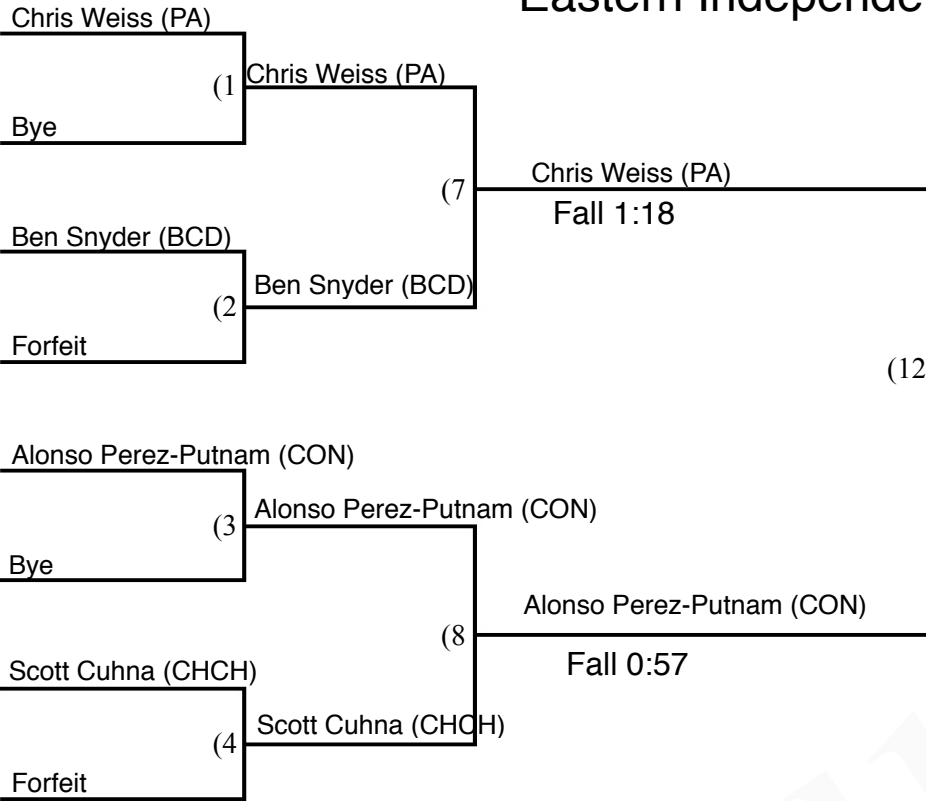 Eastern Independe
Chris Weiss (PA)
(1
Chris Weiss (PA)
Bye
(7
Chris Weiss (PA)
Fall 1:18
Ben Snyder (BCD)
(2
Ben Snyder (BCD)
Forfeit
(12
Alonso Perez-Putnam (CON)
(3
Alonso Perez-Putnam (CON)
Bye
(8
Alonso Perez-Putnam (CON)
Fall 0:57
Scott Cuhna (CHCH)
(4
Scott Cuhna (CHCH)
Forfeit